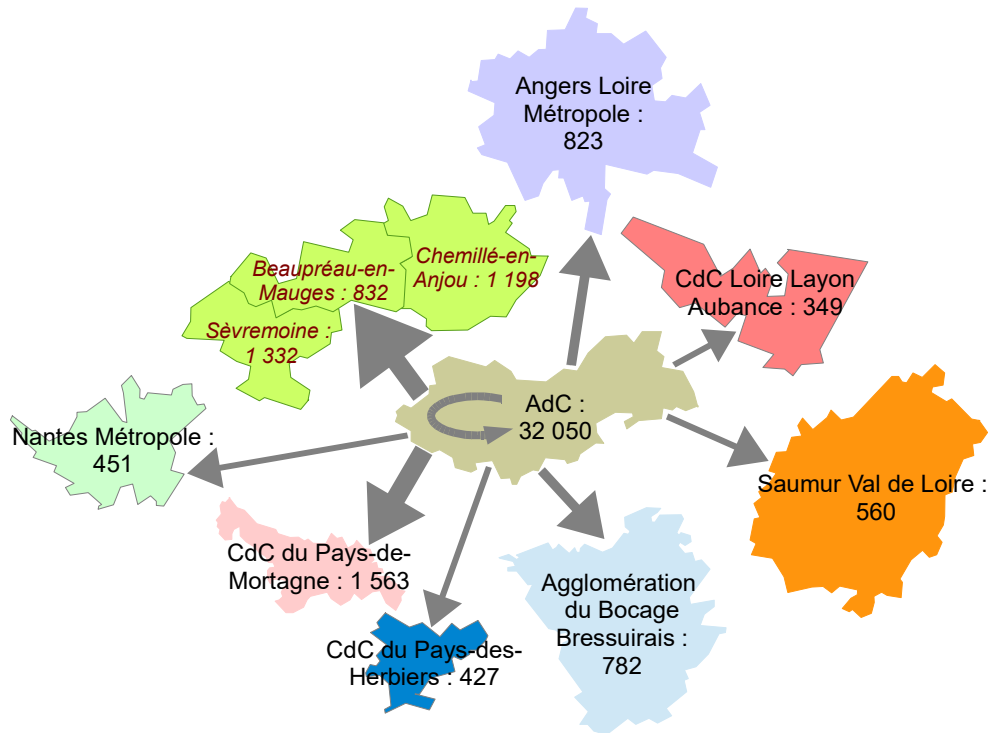 Angers Loire
Métropole :
823
Chemillé-en-
Anjou : 1 198
Beaupréau-en-
Mauges : 832
Sèvremoine :
1 332
CdC Loire Layon
Aubance : 349
AdC :
32 050
Nantes Métropole :
451
Saumur Val de Loire :
560
CdC du Pays-de-
Mortagne : 1 563
Agglomération
du Bocage
Bressuirais :
782
CdC du Pays-des-
Herbiers : 427